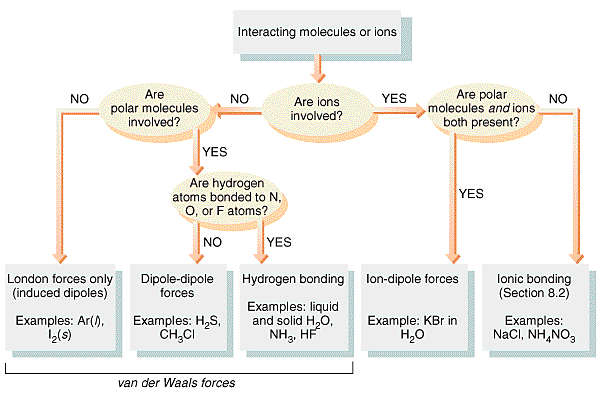 Interacting molecules or ions
Are
polar molecules
involved?
NO
Are ions
involved?
NO
YES
Are polar
molecules and ions
both present?
NO
YES
YES
Are hydrogen
atoms bonded to N,
O, or F atoms?
NO
YES
London forces only
(induced dipoles)
Examples: Ar(l),
I₂(s)
Dipole-dipole
forces
Examples: H₂S,
CH₃Cl
Hydrogen bonding
Examples: liquid
and solid H₂O,
NH₃, HF
Ion-dipole forces
Example: KBr in
H₂O
Ionic bonding
(Section 8.2)
Examples:
NaCl, NH₄NO₃
van der Waals forces